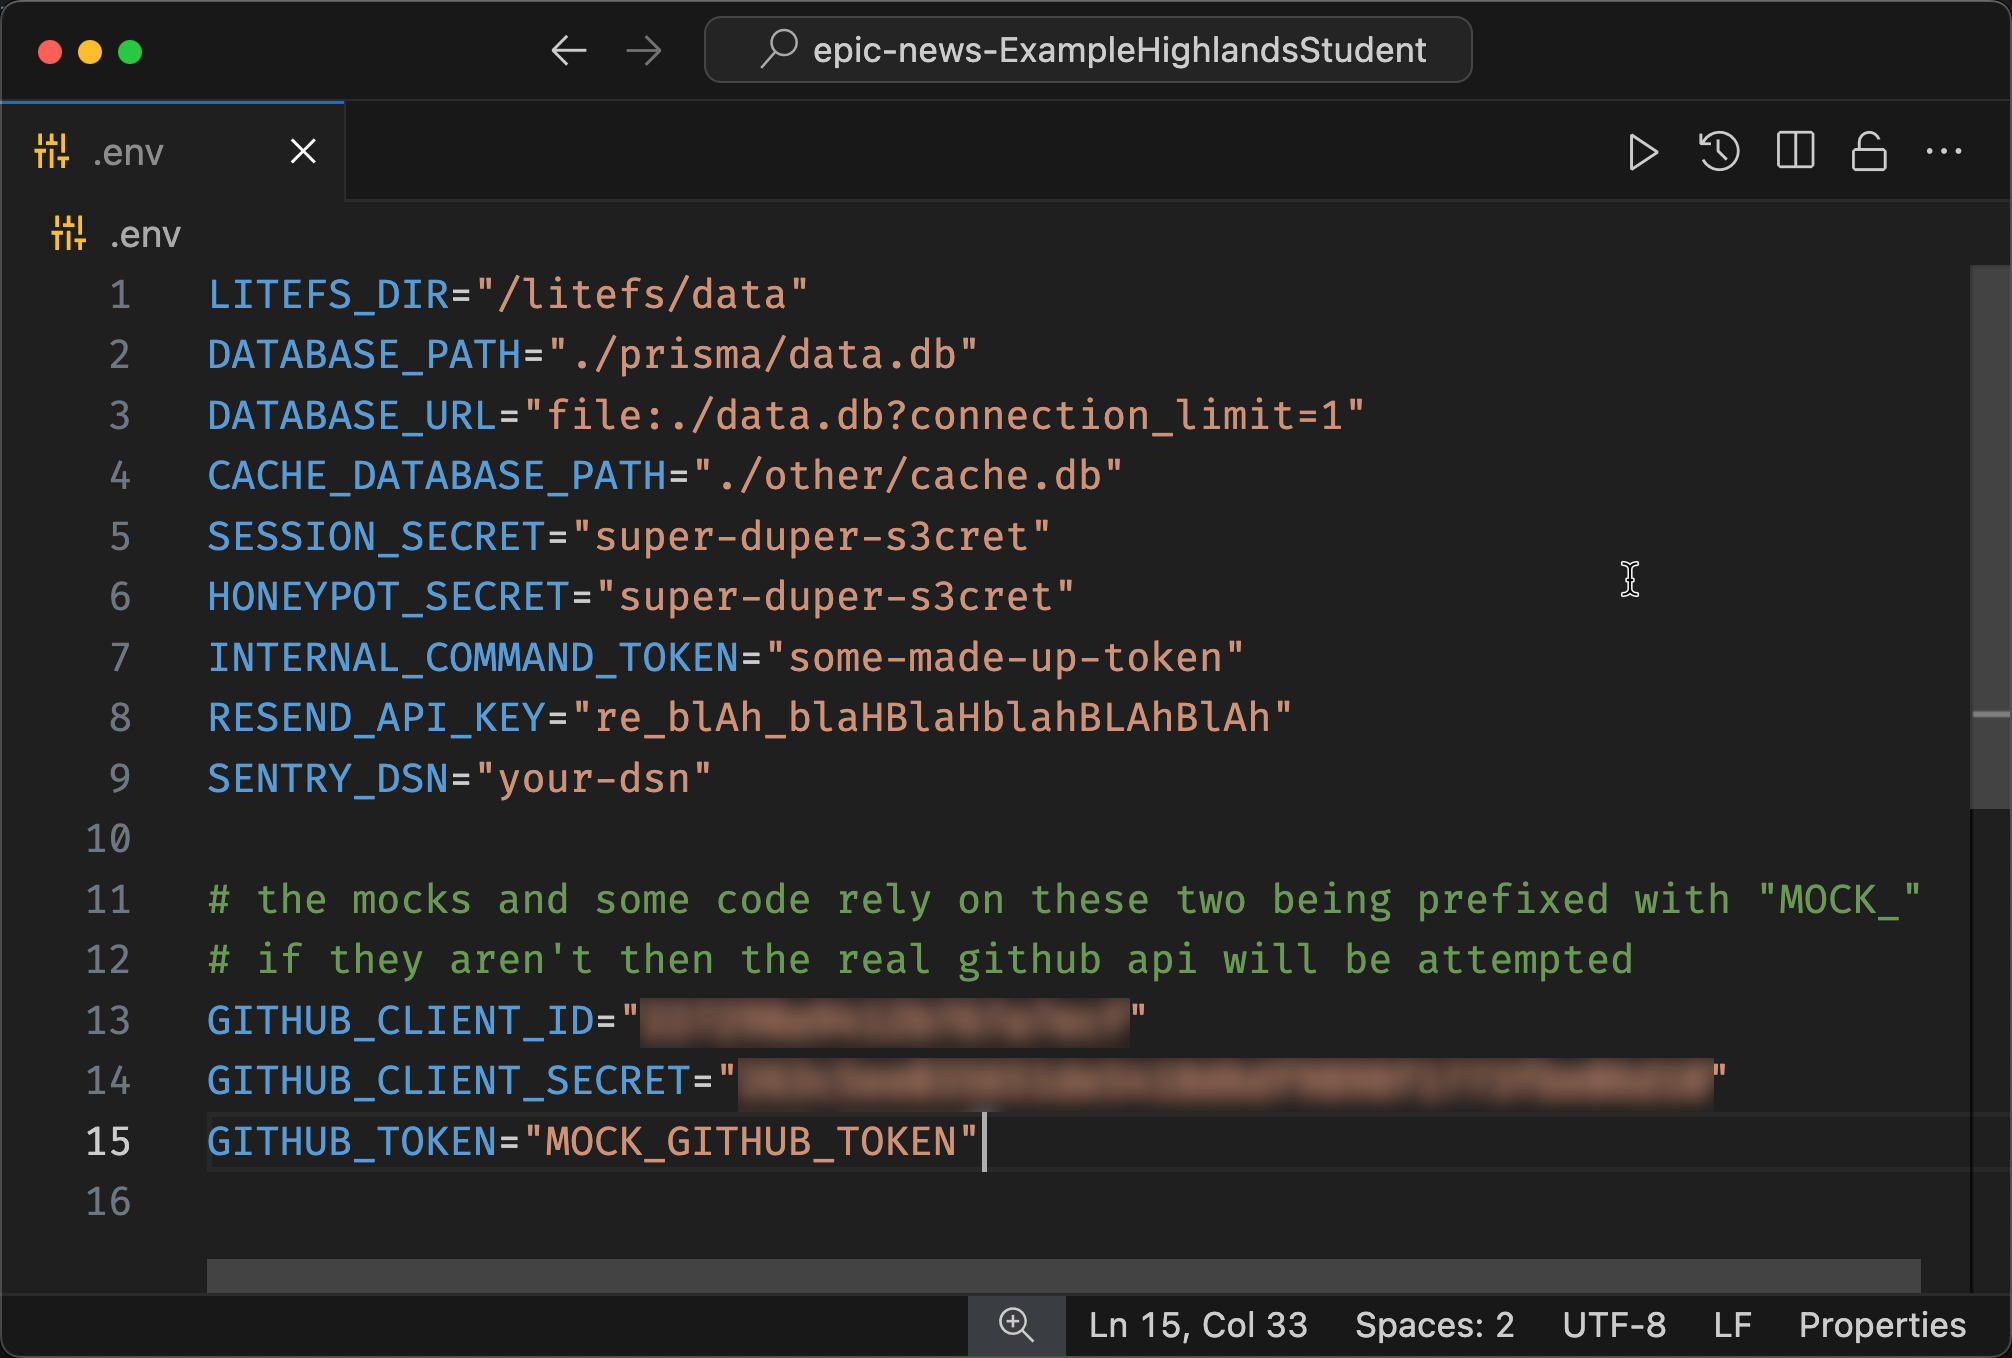 epic-news-ExampleHighlandsStudent
.env
.env
1 LITEFS_DIR="/litefs/data"
2 DATABASE_PATH="./prisma/data.db"
3 DATABASE_URL="file:./data.db?connection_limit=1"
4 CACHE_DATABASE_PATH="./other/cache.db"
5 SESSION_SECRET="super-duper-s3cret"
6 HONEYPOT_SECRET="super-duper-s3cret"
7 INTERNAL_COMMAND_TOKEN="some-made-up-token"
8 RESEND_API_KEY="re_blAh_blaHBlaHblahBLAhBlAh"
9 SENTRY_DSN="your-dsn"
10
11 # the mocks and some code rely on these two being prefixed with "MOCK_"
12 # if they aren't then the real github api will be attempted
13 GITHUB_CLIENT_ID=""
14 GITHUB_CLIENT_SECRET=""
15 GITHUB_TOKEN="MOCK_GITHUB_TOKEN"
16
Ln 15, Col 33 Spaces: 2 UTF-8 LF Properties